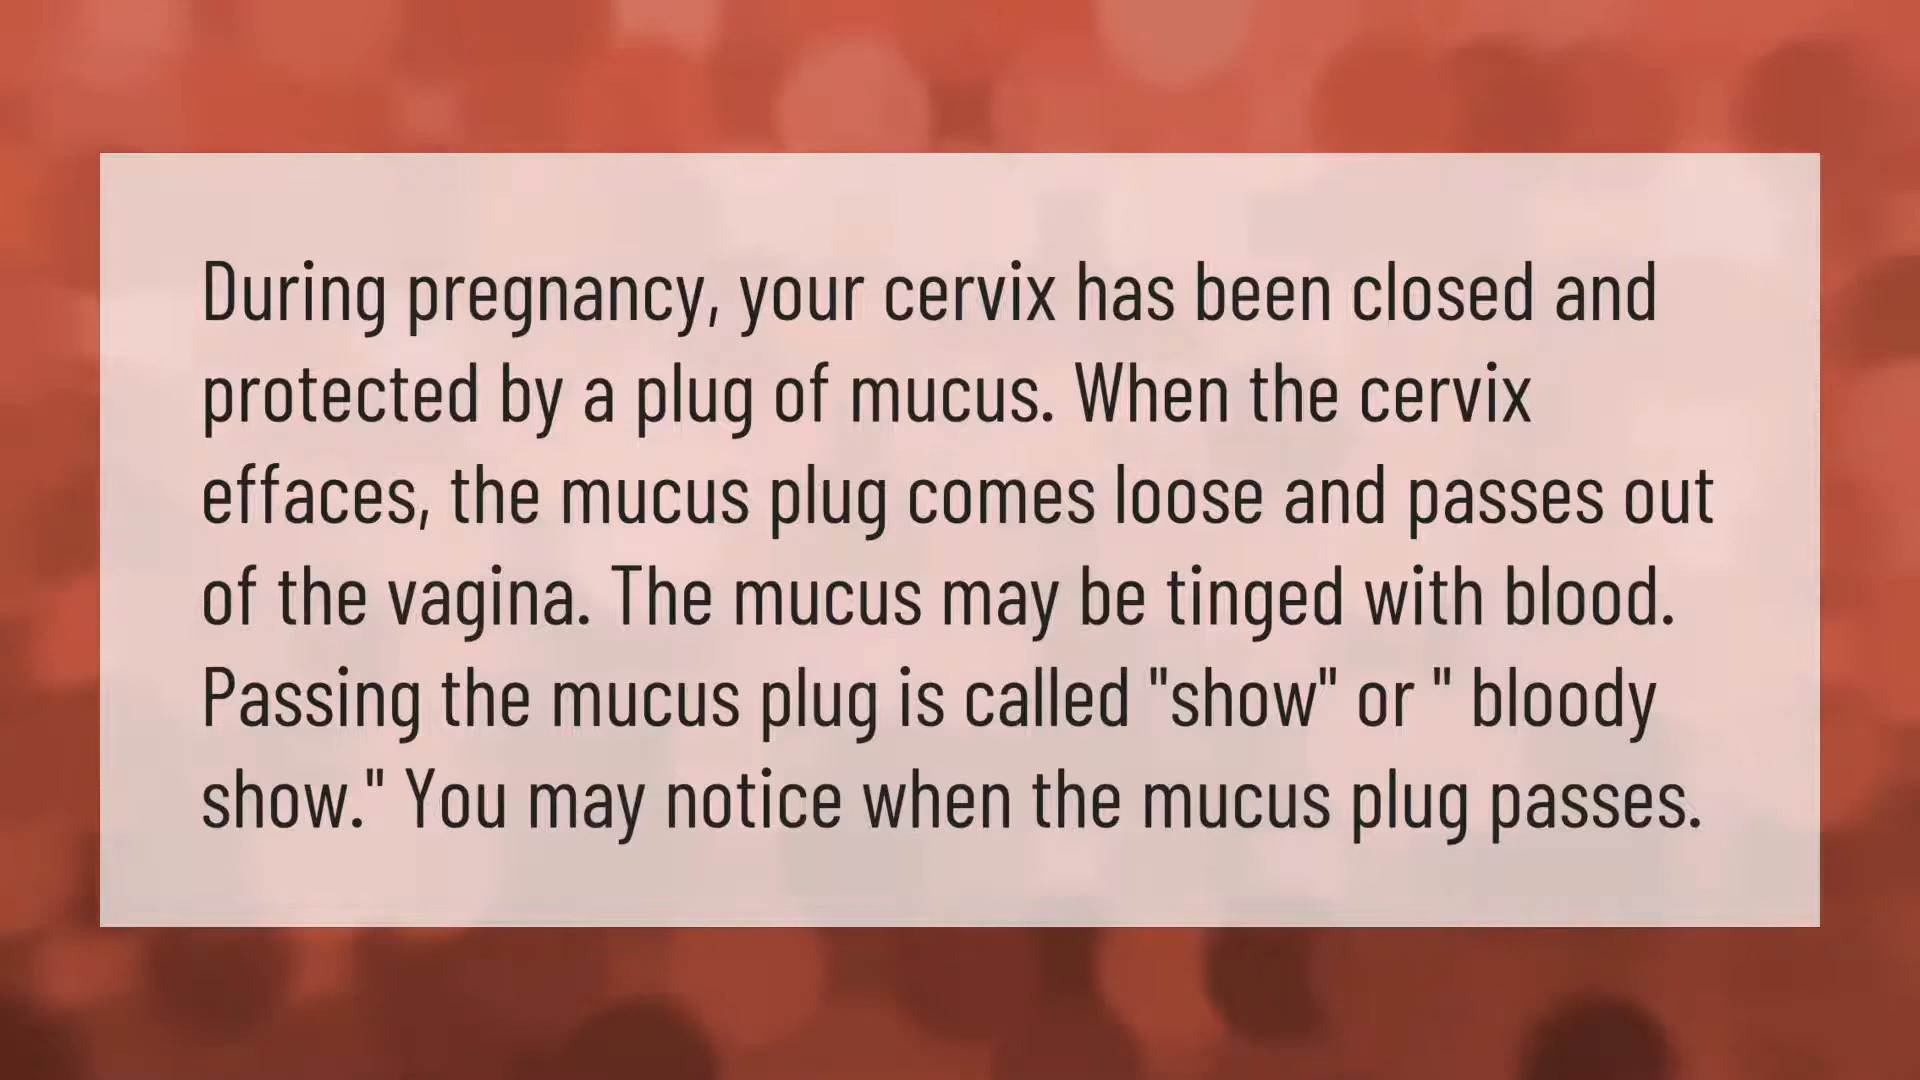 During pregnancy, your cervix has been closed and
protected by a plug of mucus. When the cervix
effaces, the mucus plug comes loose and passes out
of the vagina. The mucus may be tinged with blood.
Passing the mucus plug is called "show" or " bloody
show." You may notice when the mucus plug passes.